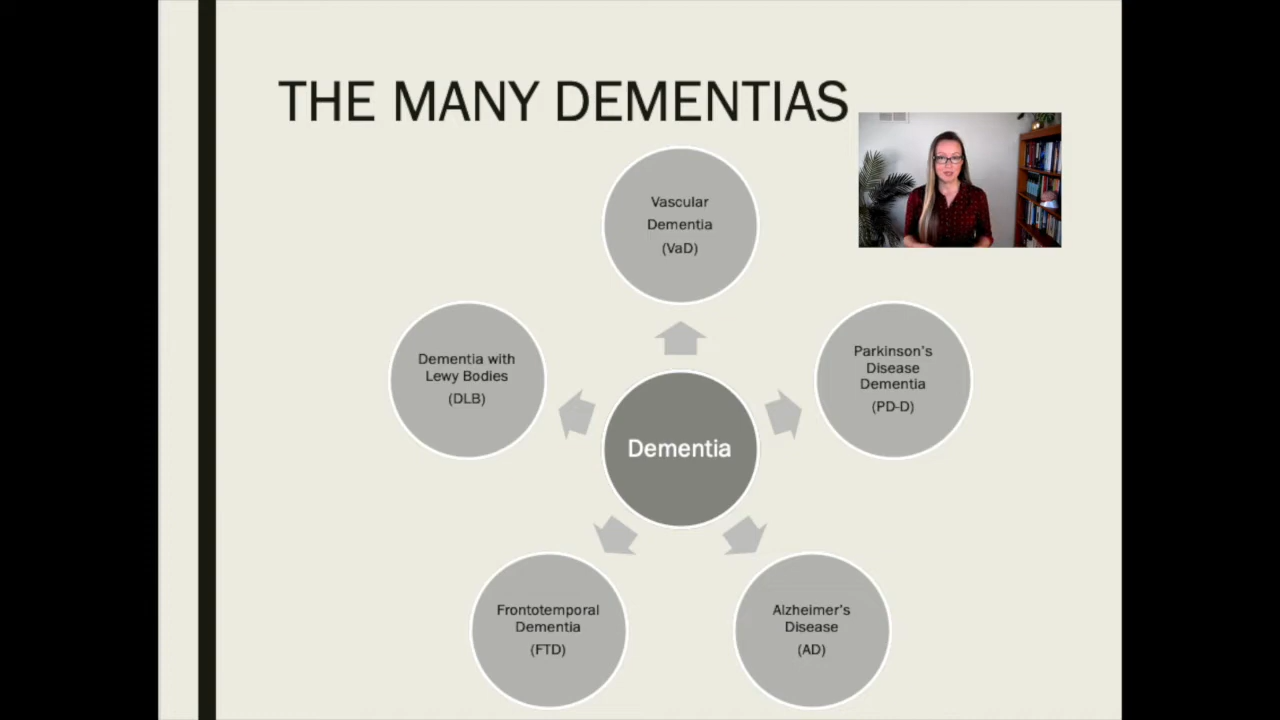 THE MANY DEMENTIAS
Vascular
Dementia
(VaD)
Dementia with
Lewy Bodies
(DLB)
Parkinson's
Disease
Dementia
(PD-D)
Dementia
Frontotemporal
Dementia
(FTD)
Alzheimer's
Disease
(AD)